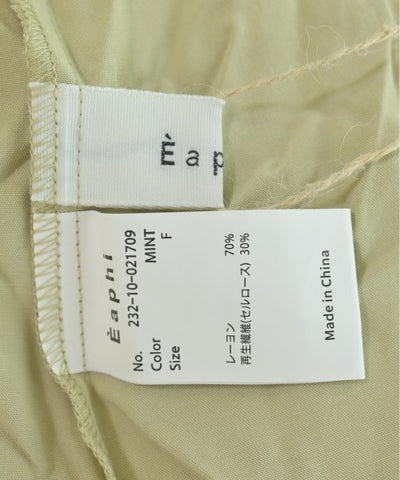 È a
Èaphi
No. 232-10-021709
Color MINT
Size F
レーヨン 70%
再生繊維(セルロース) 30%
Made in China